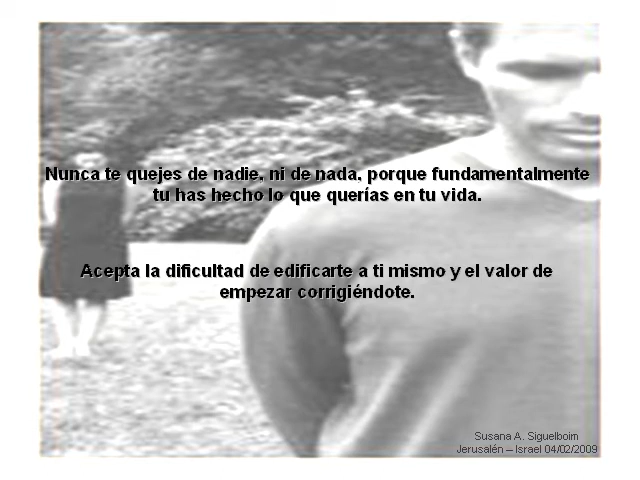 Nunca te quejes de nadie, ni de nada, porque fundamentalmente
tu has hecho lo que querías en tu vida.
Acepta la dificultad de edificarte a ti mismo y el valor de
empezar corrigiéndote.
Susana A. Siguelboim
Jerusalén – Israel 04/02/2009